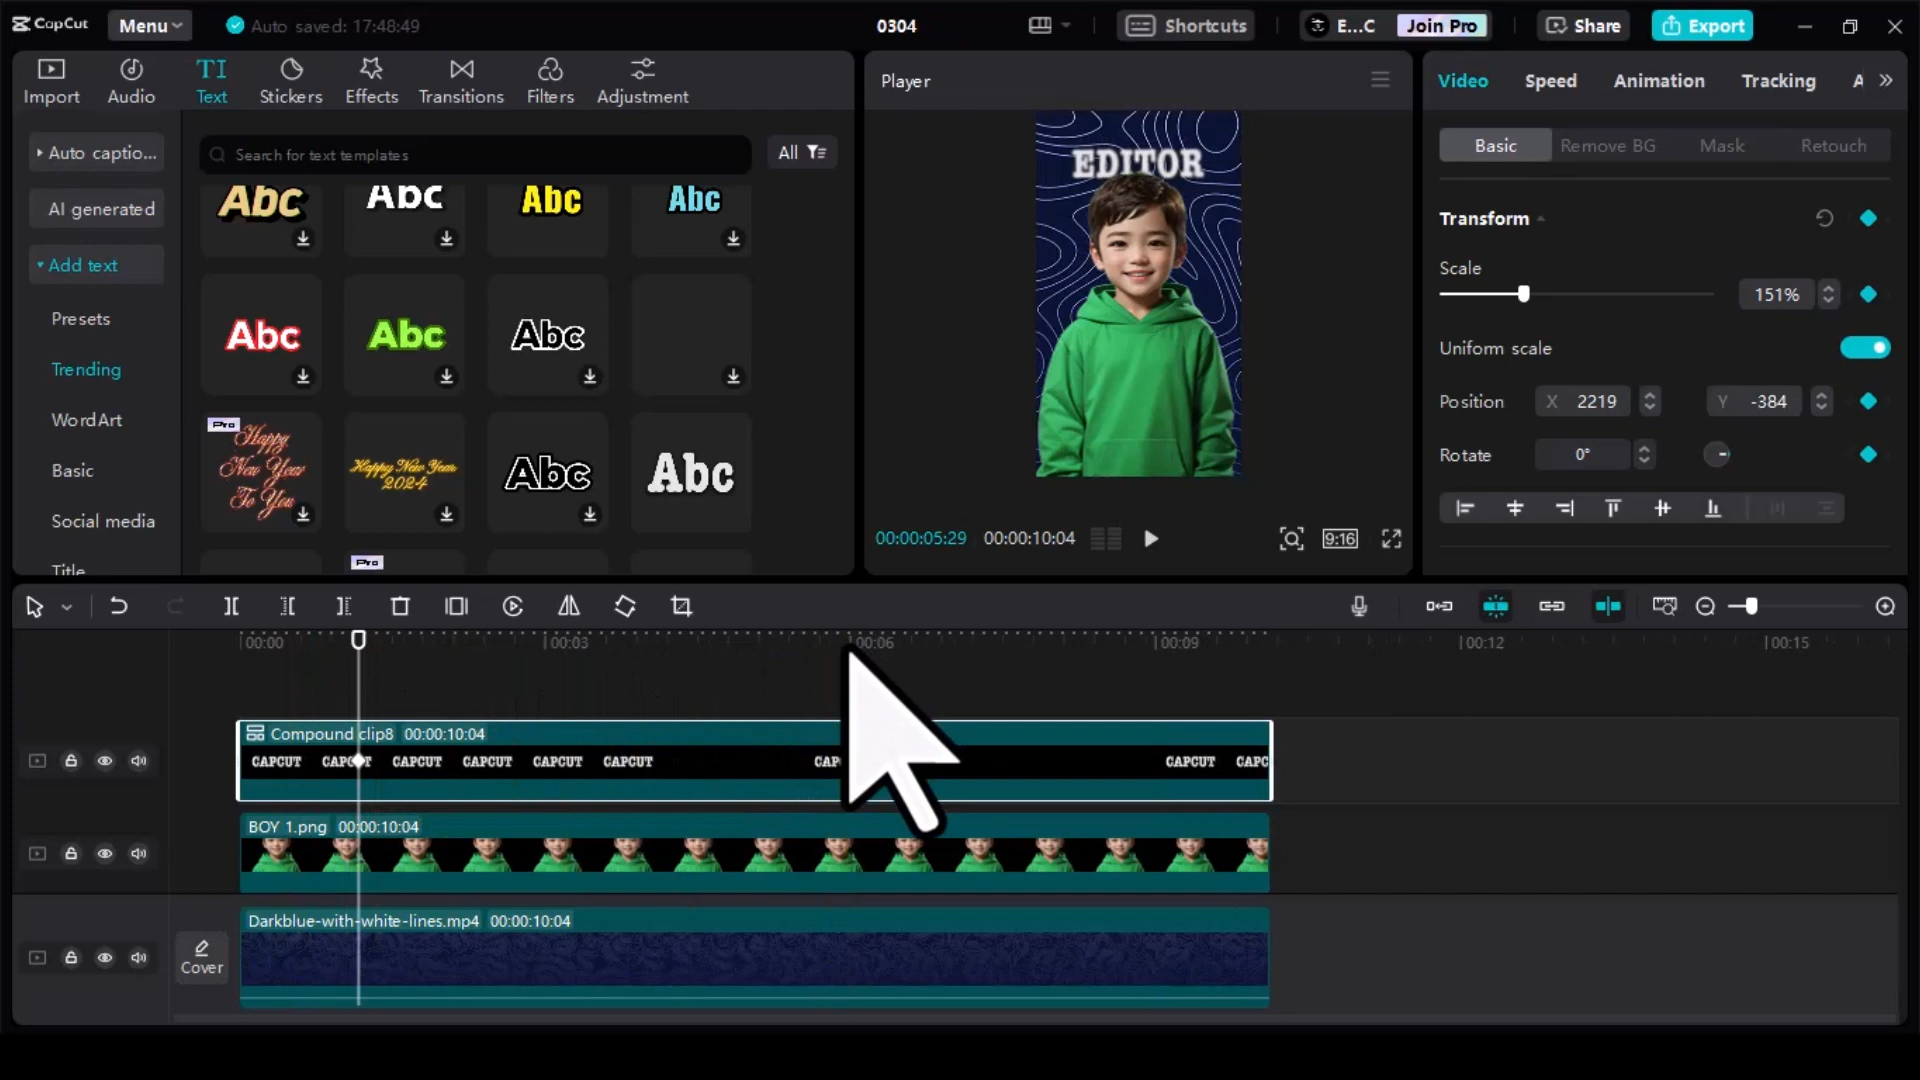 CapCut
Menu
Auto saved: 17:48:49
0304
Shortcuts
E...C
Join Pro
Share
Export
Import
Audio
TI
Text
Stickers
Effects
Transitions
Filters
Adjustment
Player
Video
Speed
Animation
Tracking
Auto captio...
AI generated
Add text
Presets
Trending
WordArt
Basic
Social media
Title
Search for text templates
All
Abc
Abc
Abc
Abc
Abc
Abc
Abc
Pro
Happy
New Year
To You
Happy New Year
2024
Abc
Abc
Pro
EDITOR
00:00:05:29
00:00:10:04
9:16
Basic
Remove BG
Mask
Retouch
Transform
Scale
151%
Uniform scale
Position
X 2219
Y -384
Rotate
0°
00:00
00:03
00:06
00:09
00:12
00:15
Compound clip8 00:00:10:04
CAPCUT CAPCUT CAPCUT CAPCUT CAPCUT CAPCUT CAP CAPCUT CAPC
BOY 1.png 00:00:10:04
Cover
Darkblue-with-white-lines.mp4 00:00:10:04